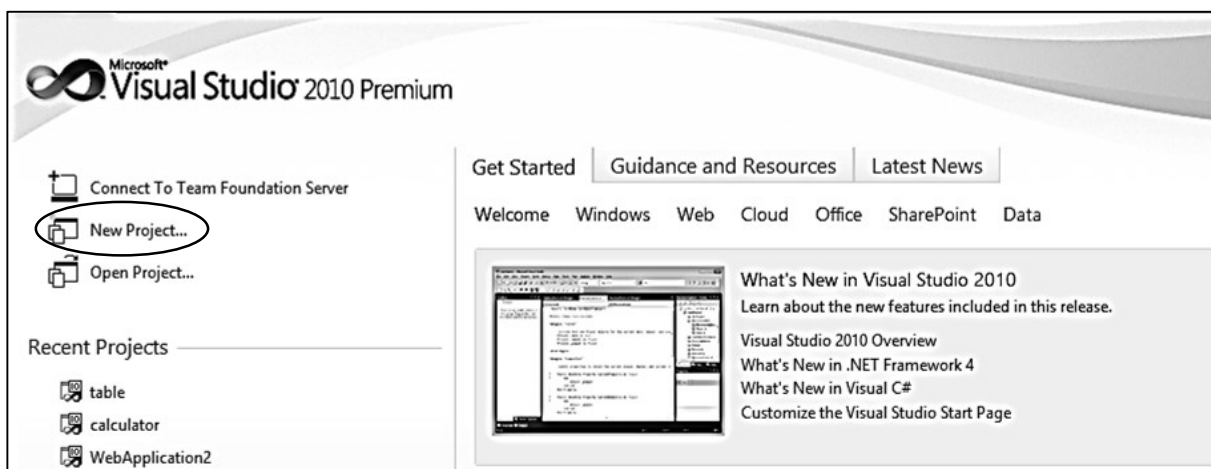 Microsoft®
Visual Studio® 2010 Premium
Connect To Team Foundation Server
New Project...
Open Project...
Recent Projects
table
calculator
WebApplication2
Get Started
Guidance and Resources
Latest News
Welcome Windows Web Cloud Office SharePoint Data
What's New in Visual Studio 2010
Learn about the new features included in this release.
Visual Studio 2010 Overview
What's New in .NET Framework 4
What's New in Visual C#
Customize the Visual Studio Start Page